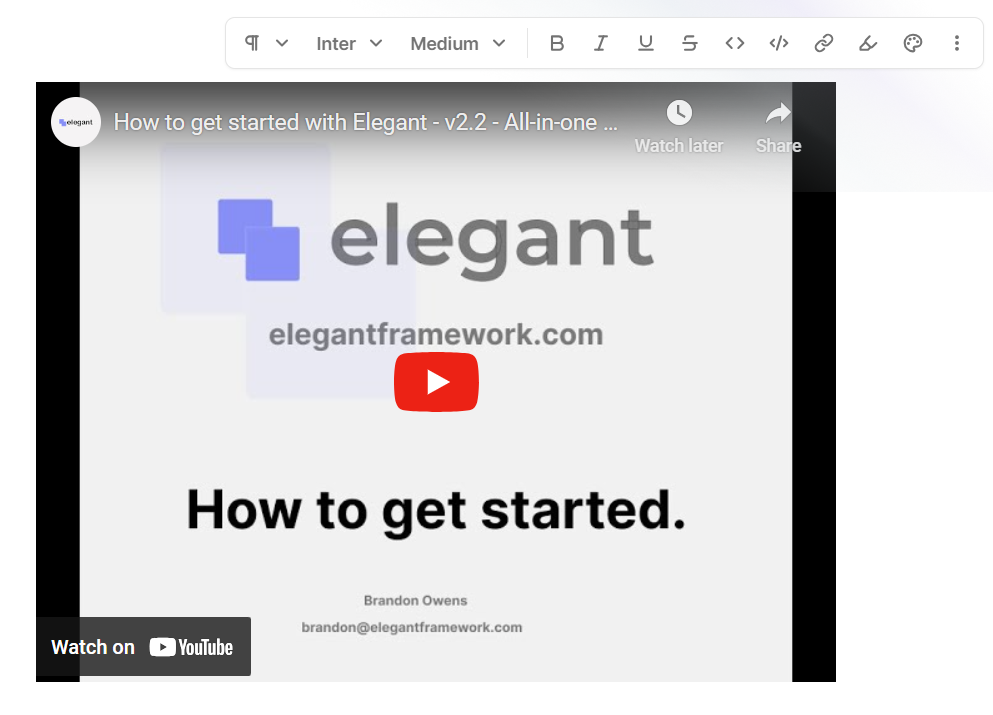 Inter Medium
elegant How to get started with Elegant - v2.2 - All-in-one ...
Watch later Share
elegant
elegantframework.com
How to get started.
Brandon Owens
brandon@elegantframework.com
Watch on YouTube